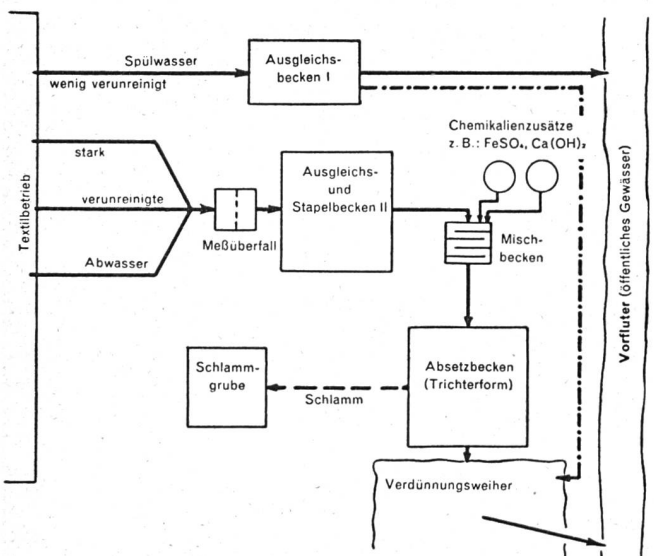 Textilbetrieb
Spülwasser
wenig verunreinigt
Ausgleichs-
becken I
Chemikalienzusätze
z. B.: FeSO₄, Ca(OH)₂
stark
verunreinigte
Abwasser
Meßüberfall
Ausgleichs-
und
Stapelbecken II
Misch-
becken
Vorfluter (öffentliches Gewässer)
Schlamm-
grube
Schlamm
Absetzbecken
(Trichterform)
Verdünnungsweiher